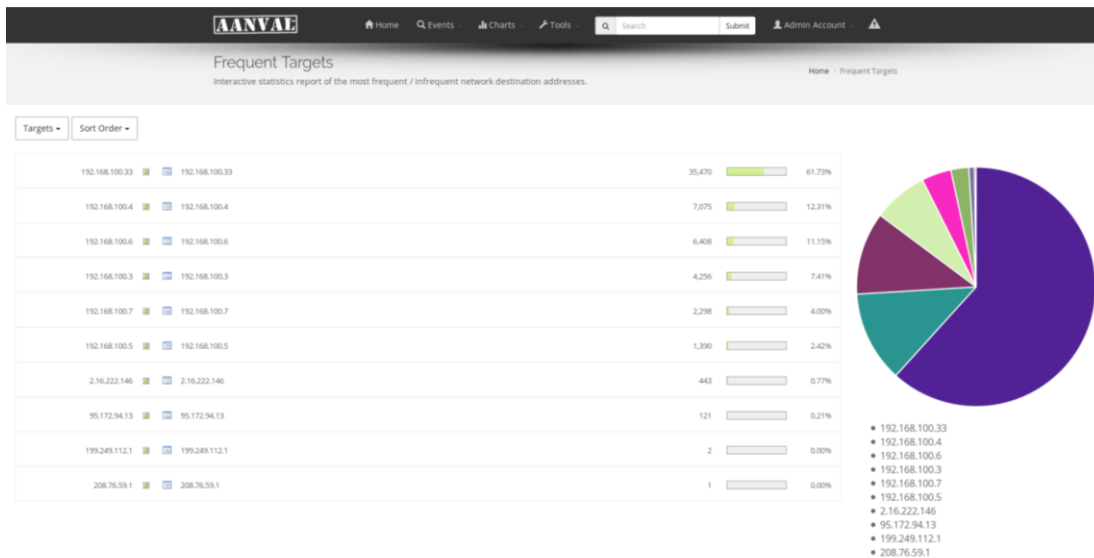 AANVAL
Home Events Charts Tools Search Submit Admin Account
Frequent Targets
Interactive statistics report of the most frequent / infrequent network destination addresses.
Home - Frequent Targets
Targets Sort Order
192.168.100.33 192.168.100.33 35,470 61.73%
192.168.100.4 192.168.100.4 7,075 12.31%
192.168.100.6 192.168.100.6 6,408 11.15%
192.168.100.3 192.168.100.3 4,256 7.41%
192.168.100.7 192.168.100.7 2,298 4.00%
192.168.100.5 192.168.100.5 1,390 2.42%
2.16.222.146 2.16.222.146 443 0.77%
95.172.94.13 95.172.94.13 121 0.21%
199.249.112.1 199.249.112.1 2 0.00%
208.76.59.1 208.76.59.1 1 0.00%
192.168.100.33
192.168.100.4
192.168.100.6
192.168.100.3
192.168.100.7
192.168.100.5
2.16.222.146
95.172.94.13
199.249.112.1
208.76.59.1